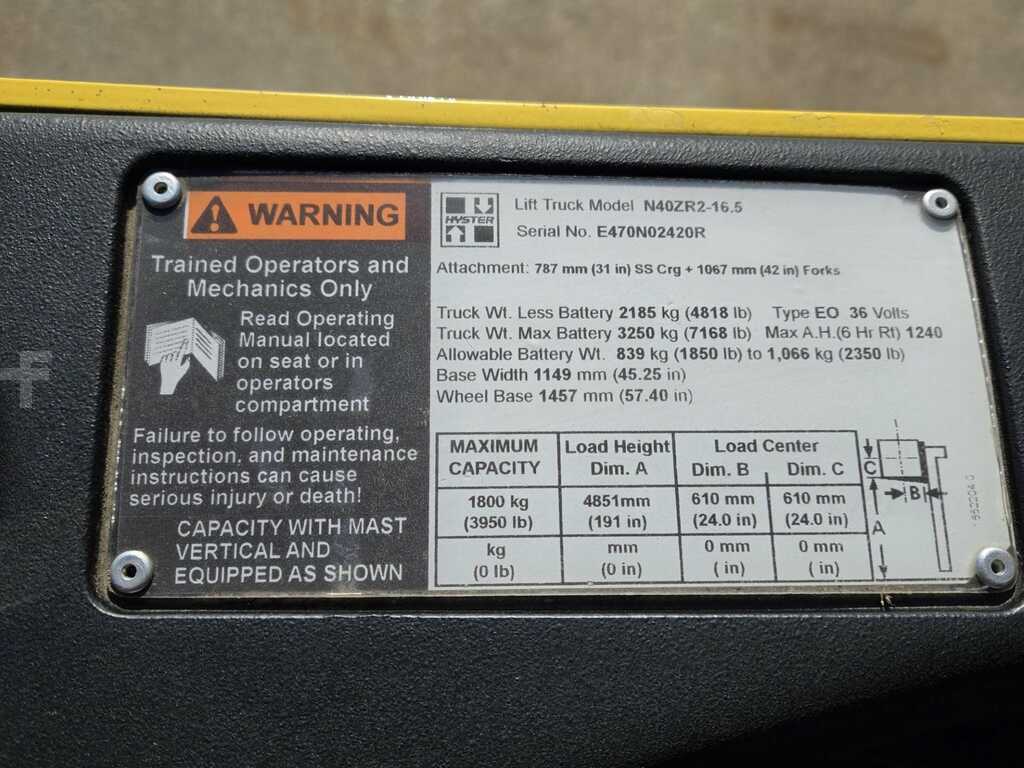 WARNING
Trained Operators and
Mechanics Only
Read Operating
Manual located
on seat or in
operators
compartment
Failure to follow operating,
inspection, and maintenance
instructions can cause
serious injury or death!
CAPACITY WITH MAST
VERTICAL AND
EQUIPPED AS SHOWN
HYSTER
Lift Truck Model N40ZR2-16.5
Serial No. E470N02420R
Attachment: 787 mm (31 in) SS Crg + 1067 mm (42 in) Forks
Truck Wt. Less Battery 2185 kg (4818 lb) Type EO 36 Volts
Truck Wt. Max Battery 3250 kg (7168 lb) Max A.H.(6 Hr Rt) 1240
Allowable Battery Wt. 839 kg (1850 lb) to 1,066 kg (2350 lb)
Base Width 1149 mm (45.25 in)
Wheel Base 1457 mm (57.40 in)
MAXIMUM Load Height Load Center
CAPACITY Dim. A Dim. B Dim. C
1800 kg 4851mm 610 mm 610 mm
(3950 lb) (191 in) (24.0 in) (24.0 in)
kg mm 0 mm 0 mm
(0 lb) (0 in) ( in) ( in)
C
B
A
f